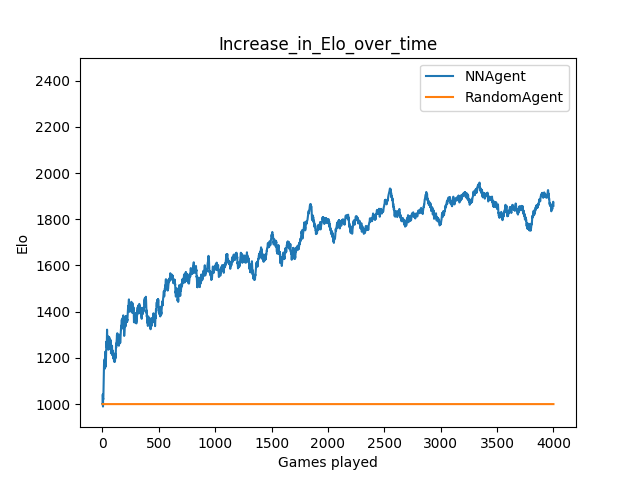 Increase_in_Elo_over_time
NNAgent
RandomAgent
2400
2200
2000
1800
1600
1400
1200
1000
Elo
0 500 1000 1500 2000 2500 3000 3500 4000
Games played